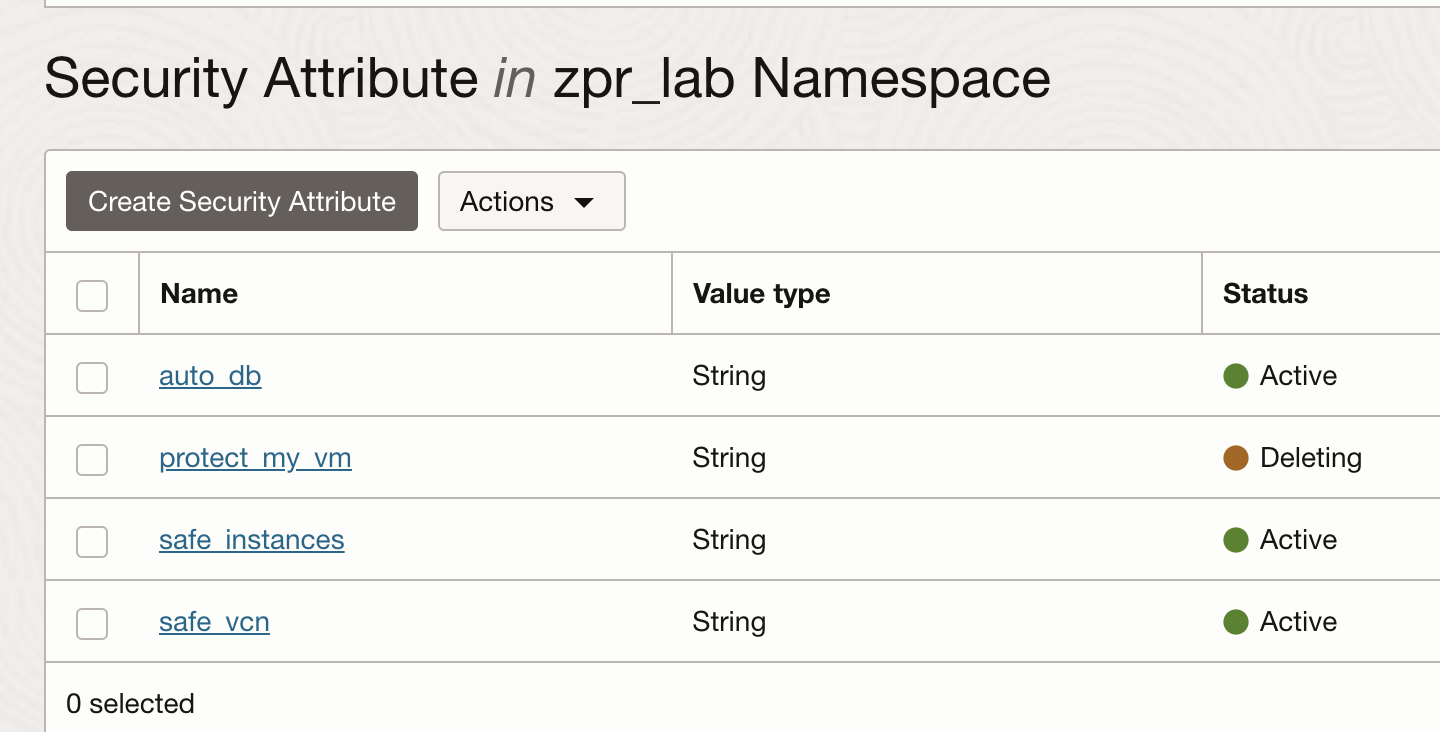 Security Attribute in zpr_lab Namespace
Create Security Attribute Actions
Name Value type Status
auto_db String Active
protect_my_vm String Deleting
safe_instances String Active
safe_vcn String Active
0 selected